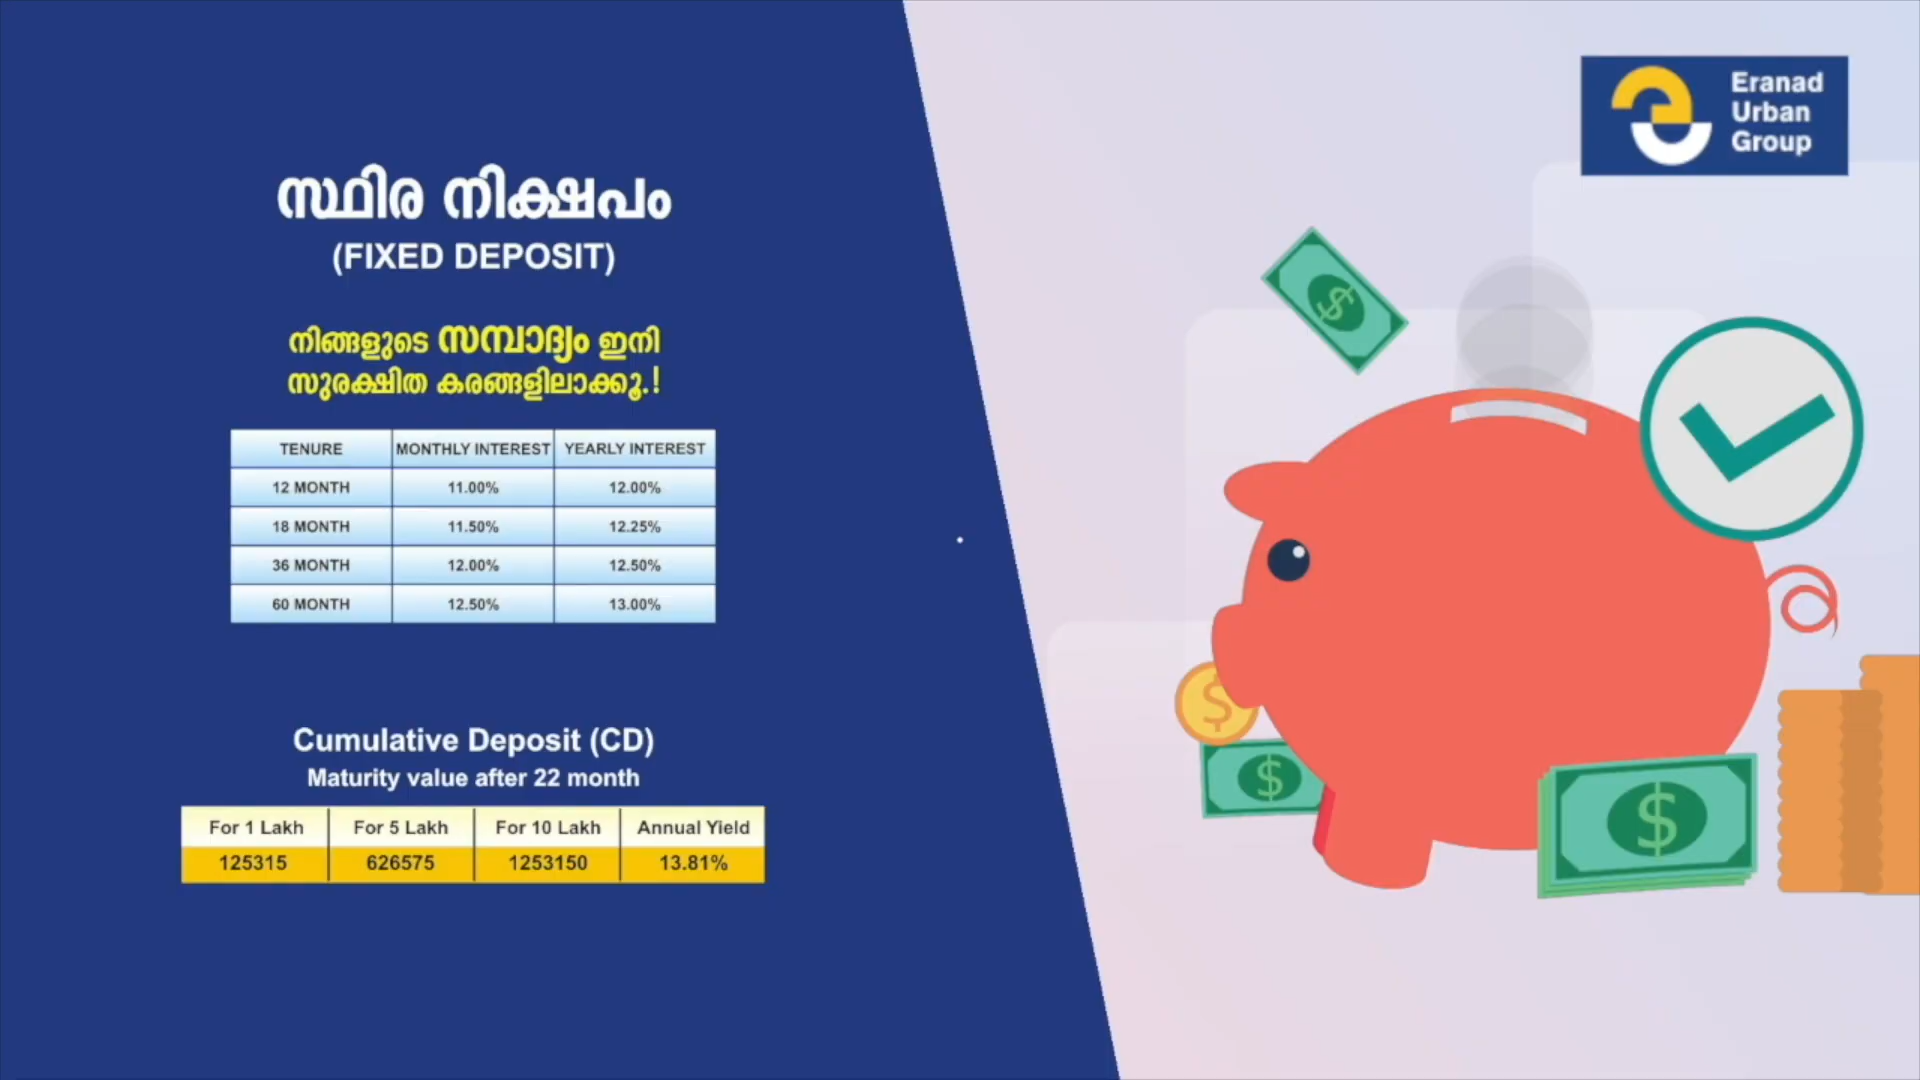 Eranad
Urban
Group
സ്ഥിര നിക്ഷപം
(FIXED DEPOSIT)
നിങ്ങളുടെ സമ്പാദ്യം ഇനി
സുരക്ഷിത കരങ്ങളിലാക്കൂ.!
TENURE MONTHLY INTEREST YEARLY INTEREST
12 MONTH 11.00% 12.00%
18 MONTH 11.50% 12.25%
36 MONTH 12.00% 12.50%
60 MONTH 12.50% 13.00%
Cumulative Deposit (CD)
Maturity value after 22 month
For 1 Lakh For 5 Lakh For 10 Lakh Annual Yield
125315 626575 1253150 13.81%
$
$
$
$